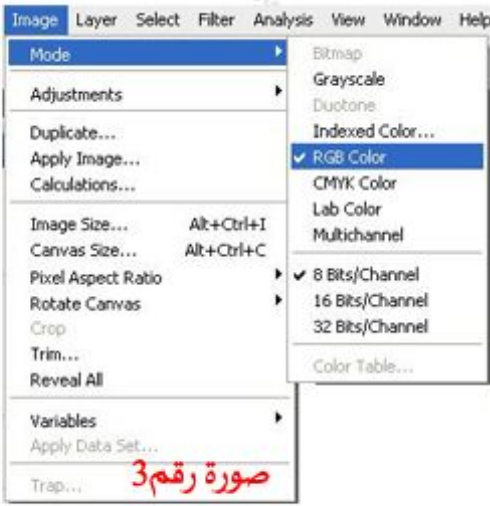 Image Layer Select Filter Analysis View Window Help
Mode
Adjustments
Duplicate...
Apply Image...
Calculations...
Image Size... Alt+Ctrl+I
Canvas Size... Alt+Ctrl+C
Pixel Aspect Ratio
Rotate Canvas
Crop
Trim...
Reveal All
Variables
Apply Data Set...
Trap...
Bitmap
Grayscale
Duotone
Indexed Color...
RGB Color
CMYK Color
Lab Color
Multichannel
8 Bits/Channel
16 Bits/Channel
32 Bits/Channel
Color Table...
صورة رقم3